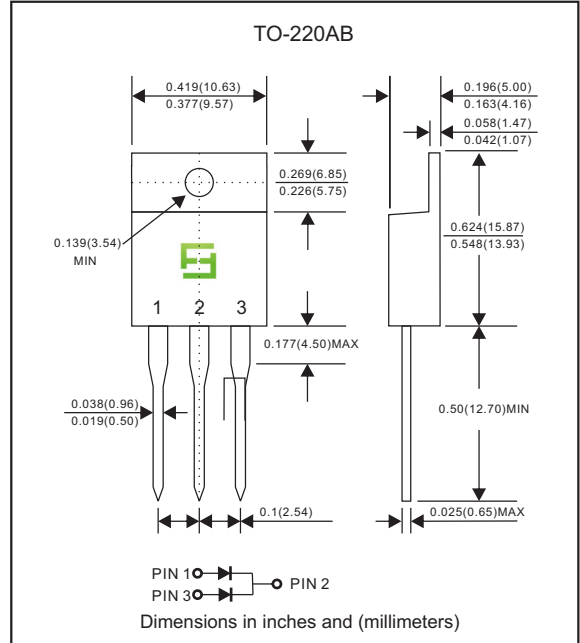 TO-220AB
0.419(10.63)
0.377(9.57)
0.196(5.00)
0.163(4.16)
0.058(1.47)
0.042(1.07)
0.269(6.85)
0.226(5.75)
0.139(3.54)
MIN
0.624(15.87)
0.548(13.93)
1 2 3
0.177(4.50)MAX
0.038(0.96)
0.019(0.50)
0.50(12.70)MIN
0.1(2.54)
0.025(0.65)MAX
PIN 1
PIN 2
PIN 3
Dimensions in inches and (millimeters)